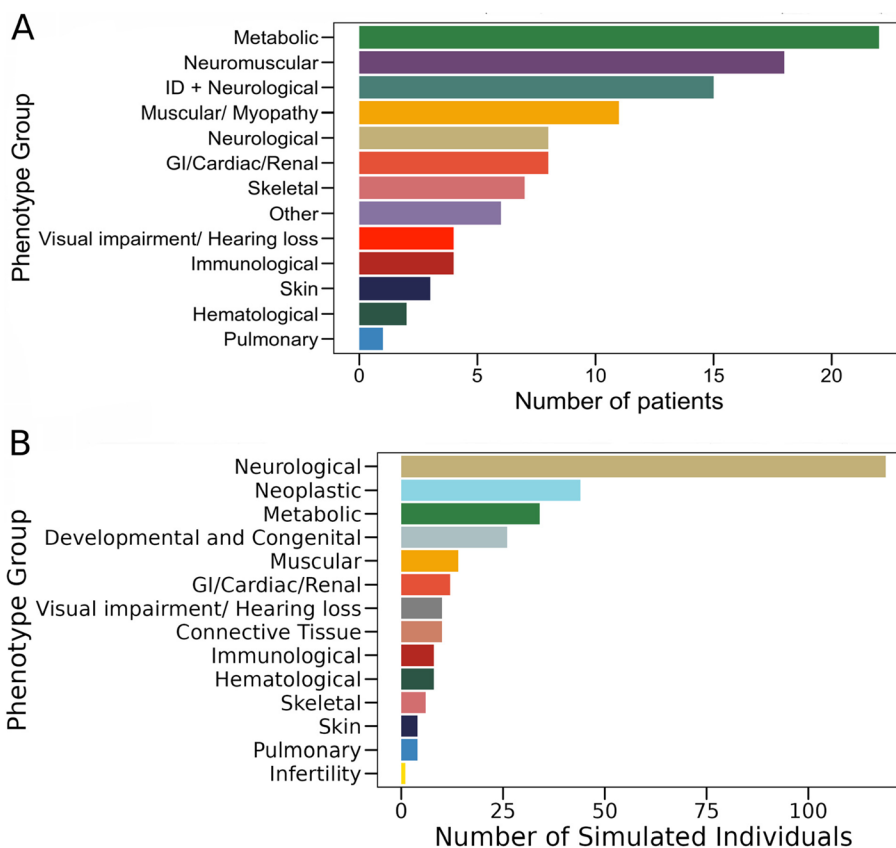 A
Phenotype Group
Metabolic
Neuromuscular
ID + Neurological
Muscular/ Myopathy
Neurological
GI/Cardiac/Renal
Skeletal
Other
Visual impairment/ Hearing loss
Immunological
Skin
Hematological
Pulmonary
0 5 10 15 20
Number of patients
B
Phenotype Group
Neurological
Neoplastic
Metabolic
Developmental and Congenital
Muscular
GI/Cardiac/Renal
Visual impairment/ Hearing loss
Connective Tissue
Immunological
Hematological
Skeletal
Skin
Pulmonary
Infertility
0 25 50 75 100
Number of Simulated Individuals